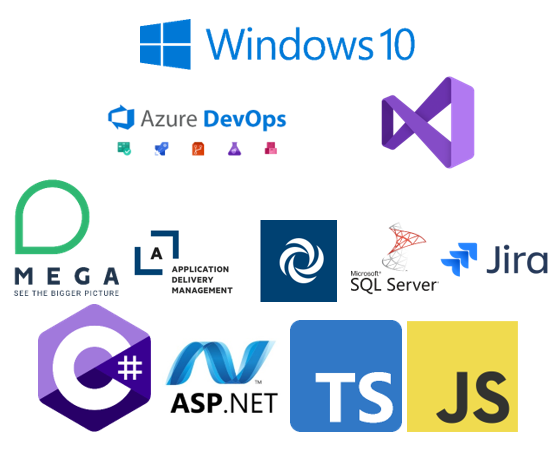 Windows 10
Azure DevOps
MEGA
SEE THE BIGGER PICTURE
A
APPLICATION
DELIVERY
MANAGEMENT
Microsoft®
SQL Server®
Jira
C#
ASP.NET™
TS
JS